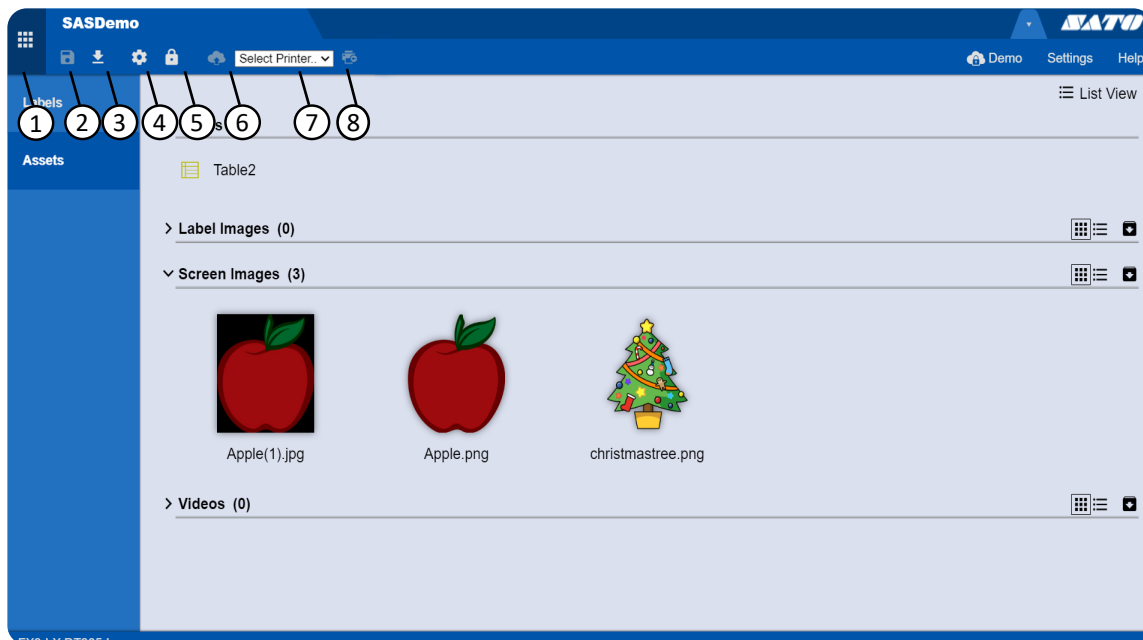 SASDemo
SATO
Select Printer..
Demo Settings Help
1 2 3 4 5 6 7 8
List View
Assets
Table2
Label Images (0)
Screen Images (3)
Apple(1).jpg Apple.png christmastree.png
Videos (0)